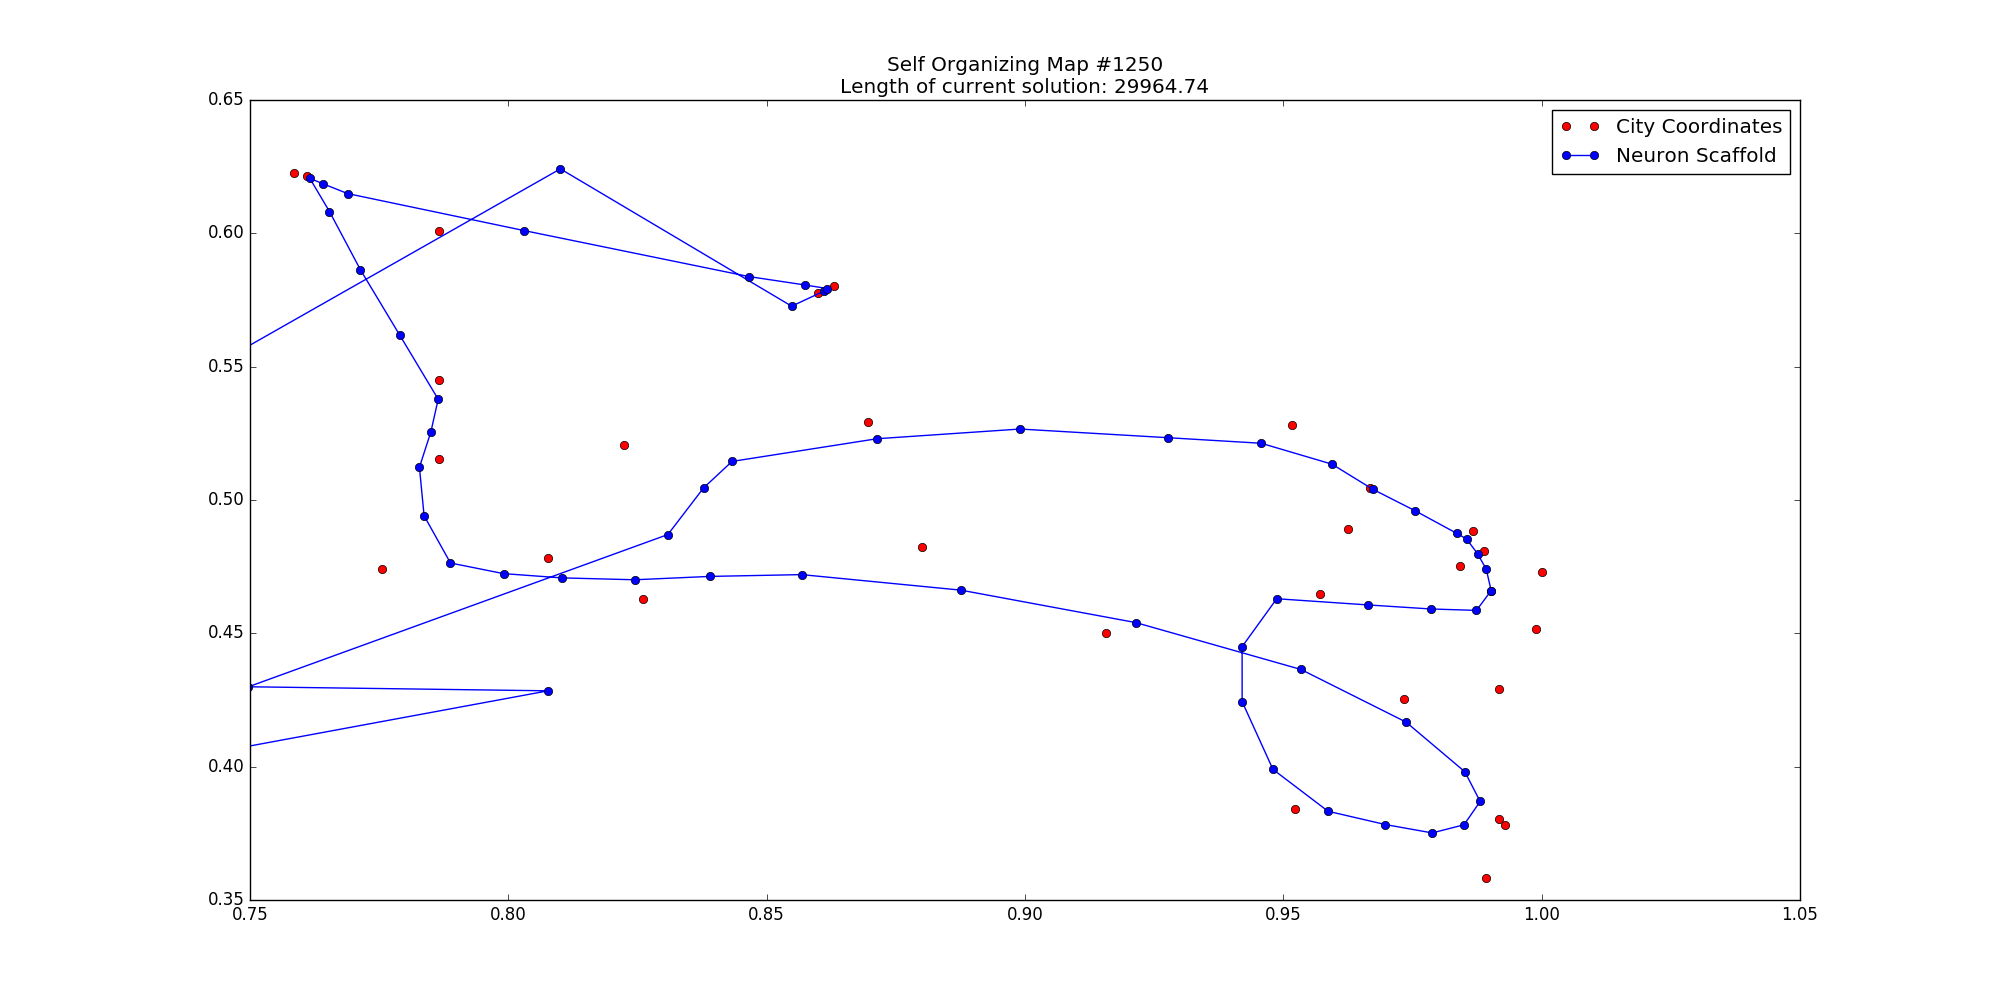 Self Organizing Map #1250
Length of current solution: 29964.74
City Coordinates
Neuron Scaffold
0.65
0.60
0.55
0.50
0.45
0.40
0.35
0.75 0.80 0.85 0.90 0.95 1.00 1.05